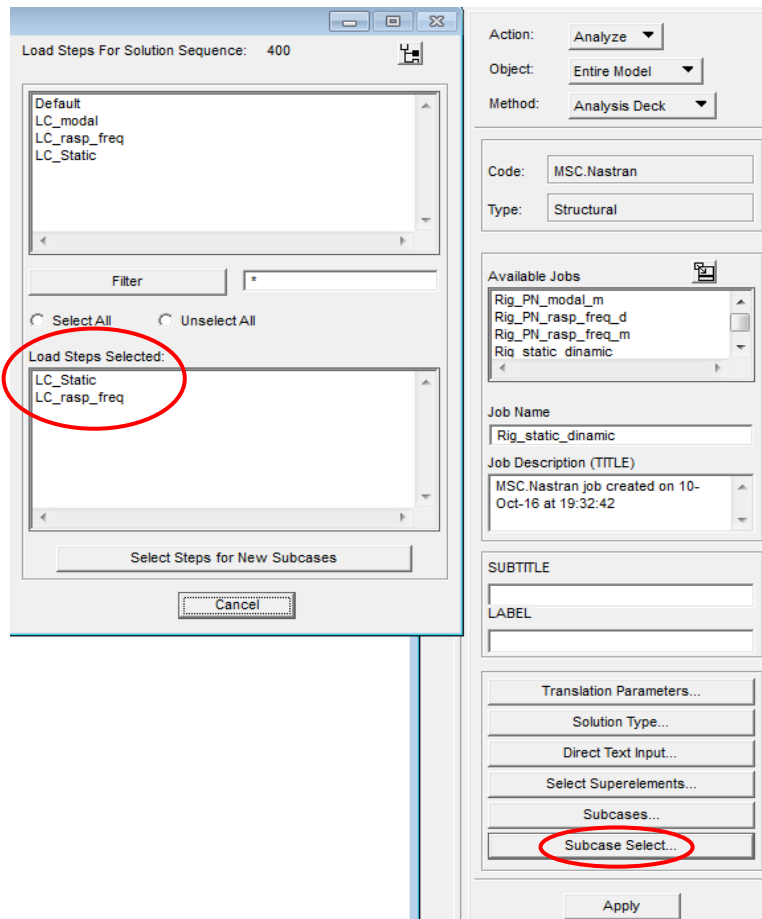 Load Steps For Solution Sequence: 400
Default
LC_modal
LC_rasp_freq
LC_Static
Filter
*
Select All Unselect All
Load Steps Selected:
LC_Static
LC_rasp_freq
Select Steps for New Subcases
Cancel
Action: Analyze
Object: Entire Model
Method: Analysis Deck
Code: MSC.Nastran
Type: Structural
Available Jobs
Rig_PN_modal_m
Rig_PN_rasp_freq_d
Rig_PN_rasp_freq_m
Rig_static_dinamic
Job Name
Rig_static_dinamic
Job Description (TITLE)
MSC.Nastran job created on 10-
Oct-16 at 19:32:42
SUBTITLE
LABEL
Translation Parameters...
Solution Type...
Direct Text Input...
Select Superelements...
Subcases...
Subcase Select...
Apply